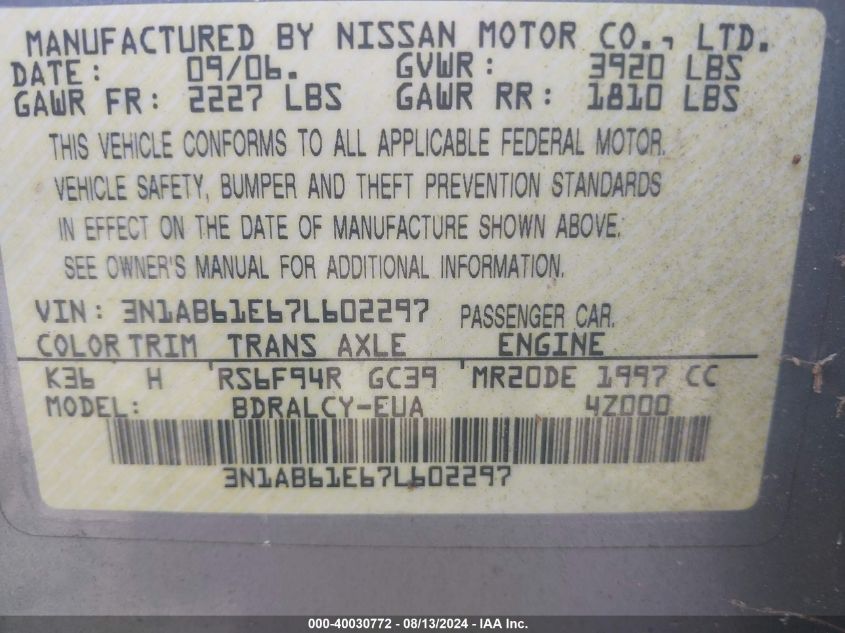 MANUFACTURED BY NISSAN MOTOR CO., LTD.
DATE: 09/06. GVWR: 3920 LBS
GAWR FR: 2227 LBS GAWR RR: 1810 LBS
THIS VEHICLE CONFORMS TO ALL APPLICABLE FEDERAL MOTOR
VEHICLE SAFETY, BUMPER AND THEFT PREVENTION STANDARDS
IN EFFECT ON THE DATE OF MANUFACTURE SHOWN ABOVE.
SEE OWNER'S MANUAL FOR ADDITIONAL INFORMATION.
VIN: 3N1AB61E67L602297 PASSENGER CAR.
COLOR TRIM TRANS AXLE ENGINE
K36 H RS6F94R GC39 MR20DE 1997 CC
MODEL: BDRALCY-EUA 4Z000
3N1AB61E67L602297
000-40030772 - 08/13/2024 - IAA Inc.